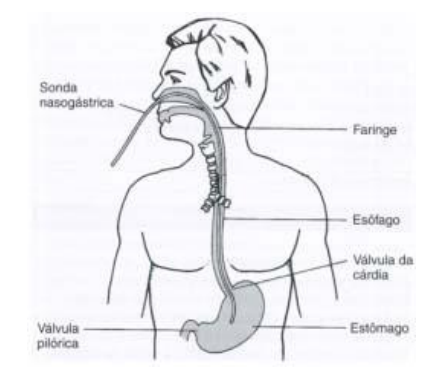 Sonda
nasogástrica
Faringe
Esôfago
Válvula da
cárdia
Válvula
pilórica
Estômago